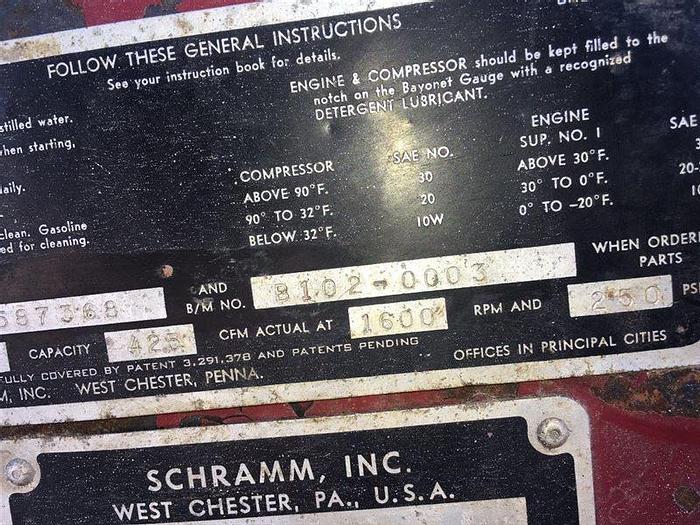 FOLLOW THESE GENERAL INSTRUCTIONS
See your instruction book for details.
ENGINE & COMPRESSOR should be kept filled to the
notch on the Bayonet Gauge with a recognized
DETERGENT LUBRICANT.
stilled water.
when starting,
aily.
clean. Gasoline
ed for cleaning.
COMPRESSOR SAE NO.
ABOVE 90°F. 30
90° TO 32°F. 20
BELOW 32°F. 10W
ENGINE
SUP. NO. 1 SAE
ABOVE 30°F.
30° TO 0°F. 20-
0° TO -20°F. 10
WHEN ORDER
PARTS
587368 AND
B/M NO. B102-0003
CAPACITY 425 CFM ACTUAL AT 1600 RPM AND 250 PSI
FULLY COVERED BY PATENT 3,291,378 AND PATENTS PENDING
M, INC. WEST CHESTER, PENNA. OFFICES IN PRINCIPAL CITIES
SCHRAMM, INC.
WEST CHESTER, PA., U.S.A.